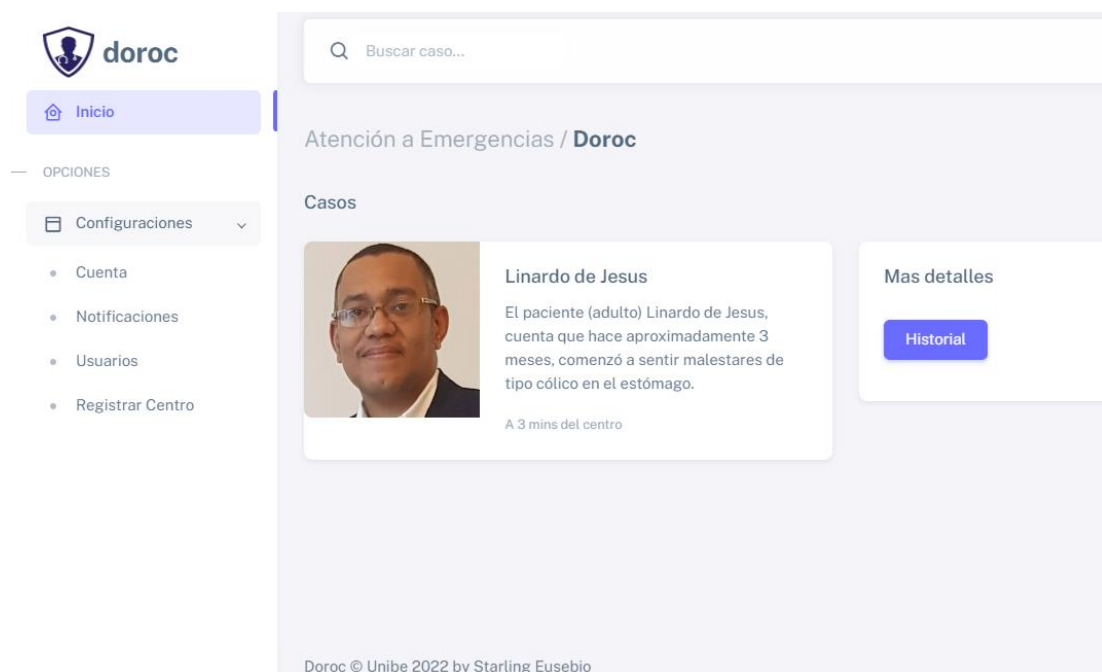 doroc
Buscar caso...
Inicio
Atención a Emergencias / Doroc
OPCIONES
Casos
Configuraciones
Cuenta
Notificaciones
Usuarios
Registrar Centro
Linardo de Jesus
El paciente (adulto) Linardo de Jesus,
cuenta que hace aproximadamente 3
meses, comenzó a sentir malestares de
tipo cólico en el estómago.
A 3 mins del centro
Mas detalles
Historial
Doroc © Unibe 2022 by Starling Eusebio